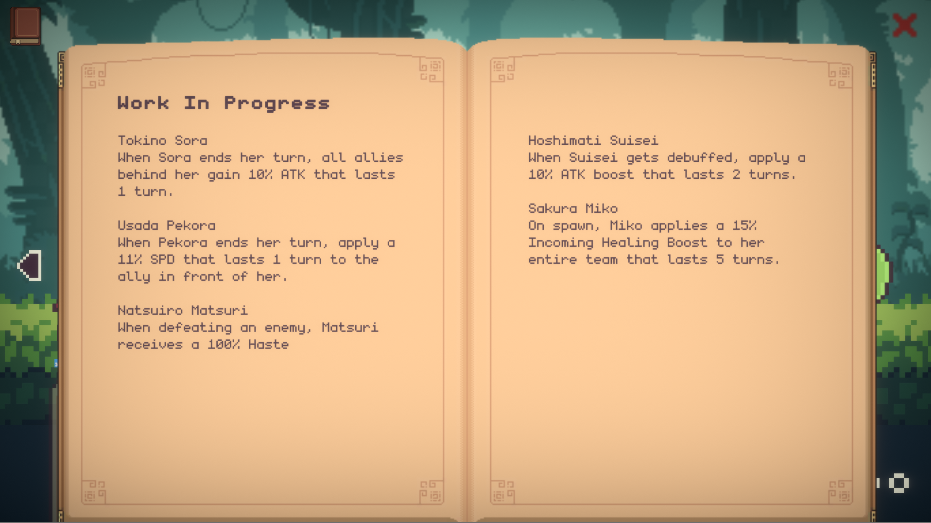 Work In Progress
Tokino Sora
When Sora ends her turn, all allies
behind her gain 10% ATK that lasts
1 turn.
Usada Pekora
When Pekora ends her turn, apply a
11% SPD that lasts 1 turn to the
ally in front of her.
Natsuiro Matsuri
When defeating an enemy, Matsuri
receives a 100% Haste
Hoshimati Suisei
When Suisei gets debuffed, apply a
10% ATK boost that lasts 2 turns.
Sakura Miko
On spawn, Miko applies a 15%
Incoming Healing Boost to her
entire team that lasts 5 turns.